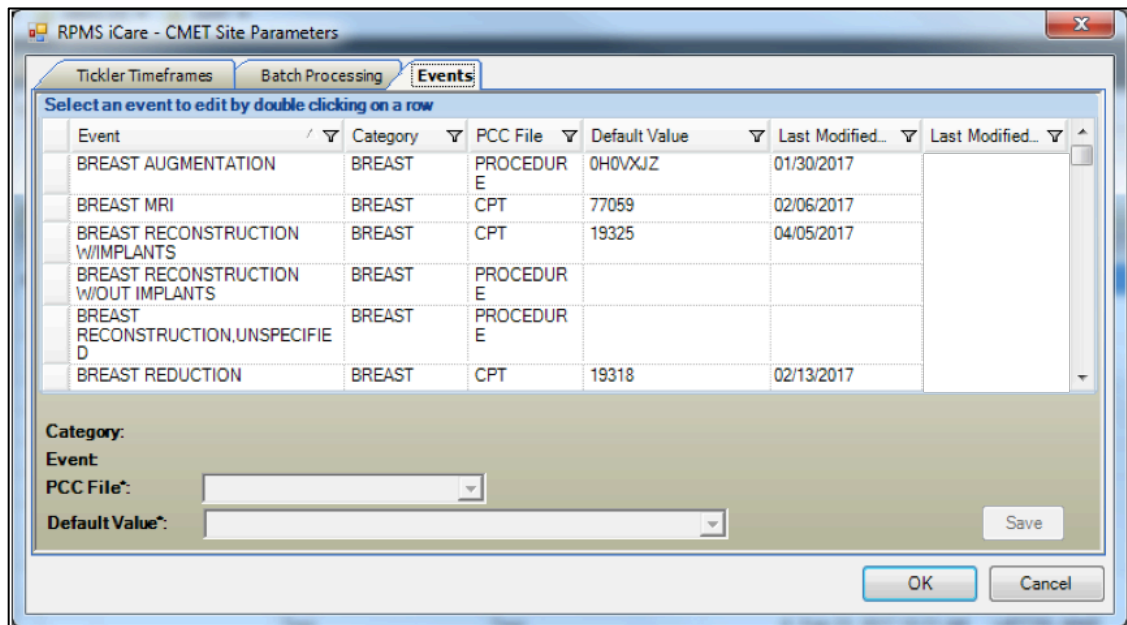 RPMS iCare - CMET Site Parameters
Tickler Timeframes Batch Processing Events
Select an event to edit by double clicking on a row
Event Category PCC File Default Value Last Modified... Last Modified...
BREAST AUGMENTATION BREAST PROCEDUR 0H0VXJZ 01/30/2017
E
BREAST MRI BREAST CPT 77059 02/06/2017
BREAST RECONSTRUCTION BREAST CPT 19325 04/05/2017
W/IMPLANTS
BREAST RECONSTRUCTION BREAST PROCEDUR
W/OUT IMPLANTS E
BREAST BREAST PROCEDUR
RECONSTRUCTION,UNSPECIFIE E
D
BREAST REDUCTION BREAST CPT 19318 02/13/2017
Category:
Event:
PCC File*:
Default Value*: Save
OK Cancel